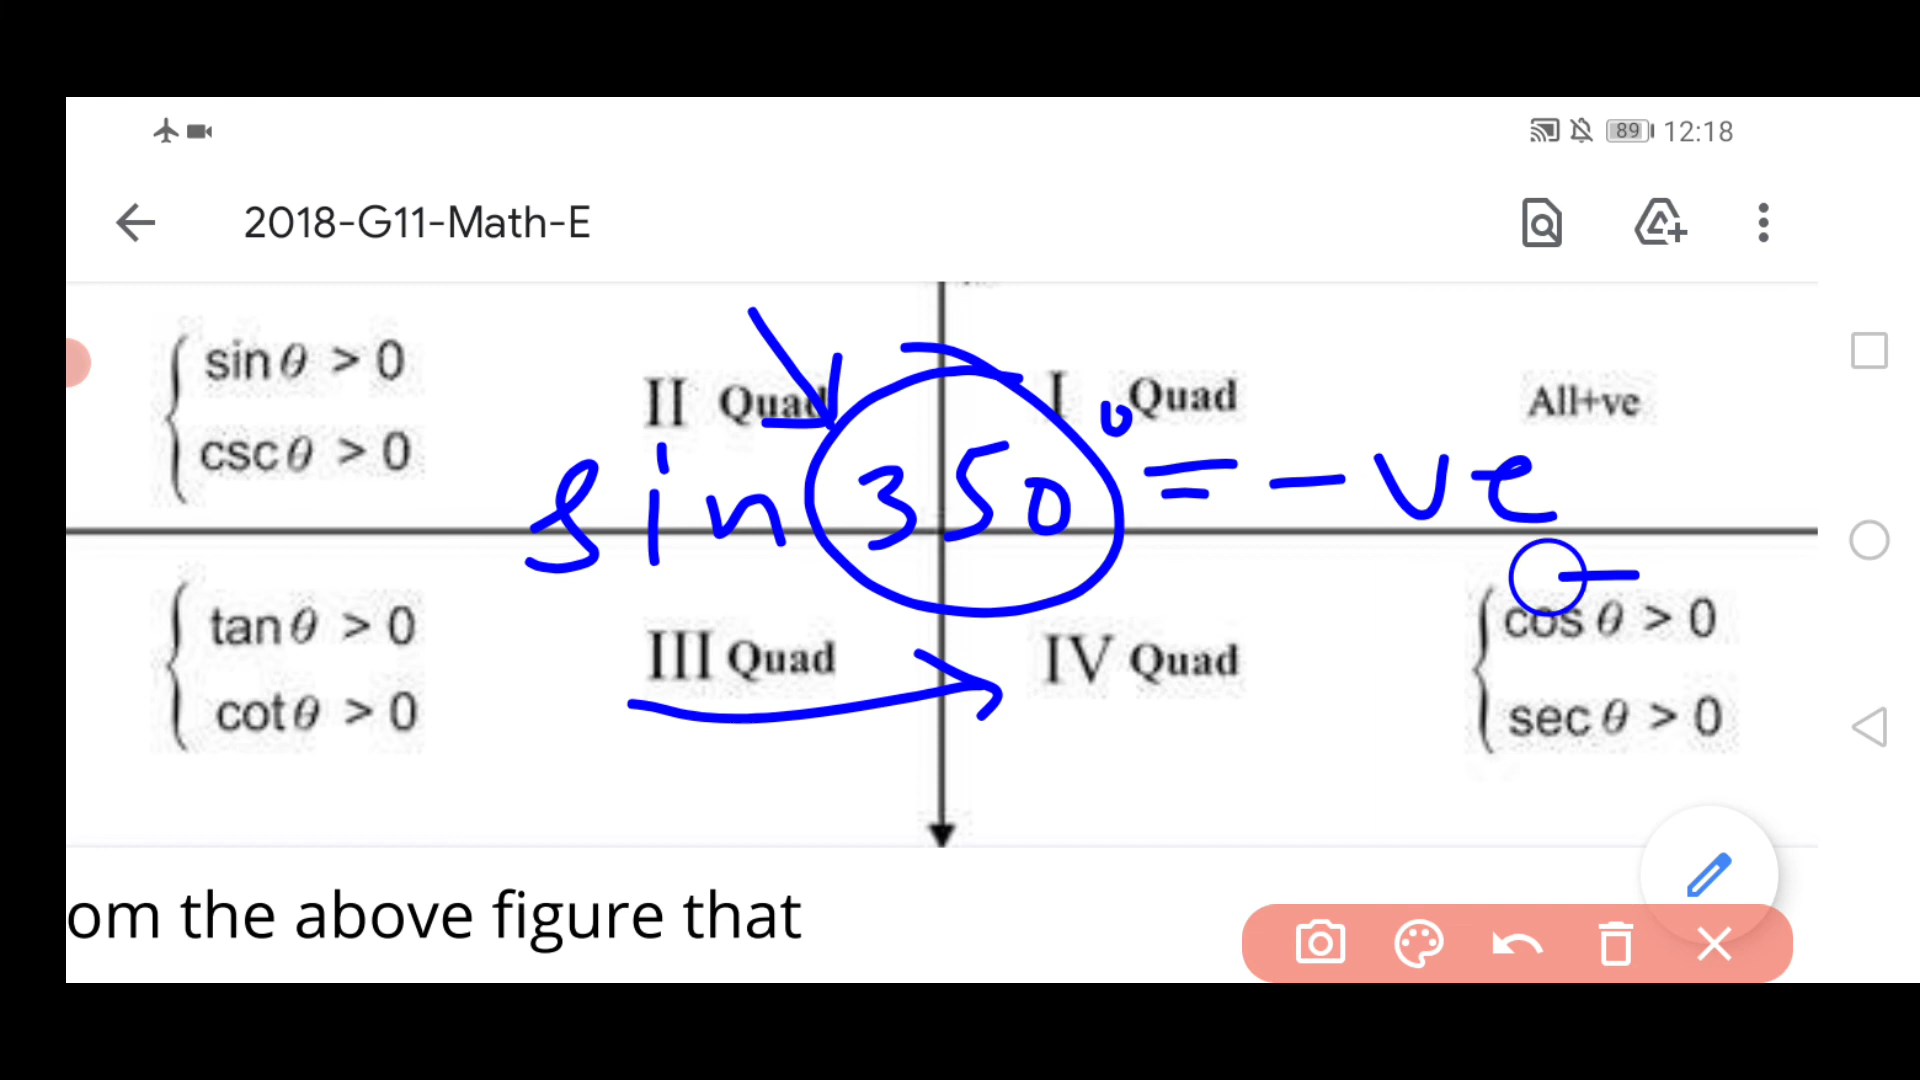 89 12:18
2018-G11-Math-E
sinθ > 0
cscθ > 0
II Quad
I Quad
All+ve
sin 350° = -ve
tanθ > 0
cotθ > 0
III Quad
IV Quad
cosθ > 0
secθ > 0
om the above figure that